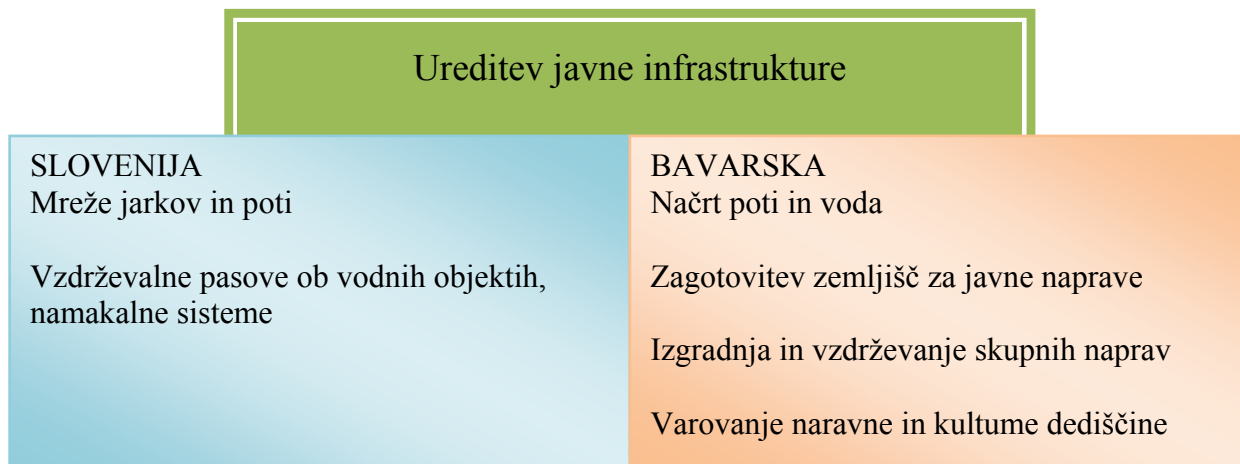 Ureditev javne infrastrukture
SLOVENIJA
Mreže jarkov in poti
Vzdrževalne pasove ob vodnih objektih,
namakalne sisteme
BAVARSKA
Načrt poti in voda
Zagotovitev zemljišč za javne naprave
Izgradnja in vzdrževanje skupnih naprav
Varovanje naravne in kultume dediščine